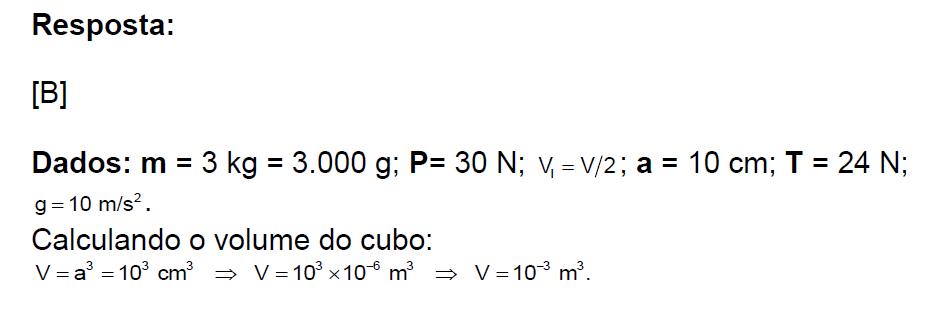 Resposta:
[B]
Dados: m = 3 kg = 3.000 g; P= 30 N; Vᵢ = V/2; a = 10 cm; T = 24 N;
g = 10 m/s².
Calculando o volume do cubo:
V = a³ = 10³ cm³ ⇒ V = 10³ ×10⁻⁶ m³ ⇒ V = 10⁻³ m³.